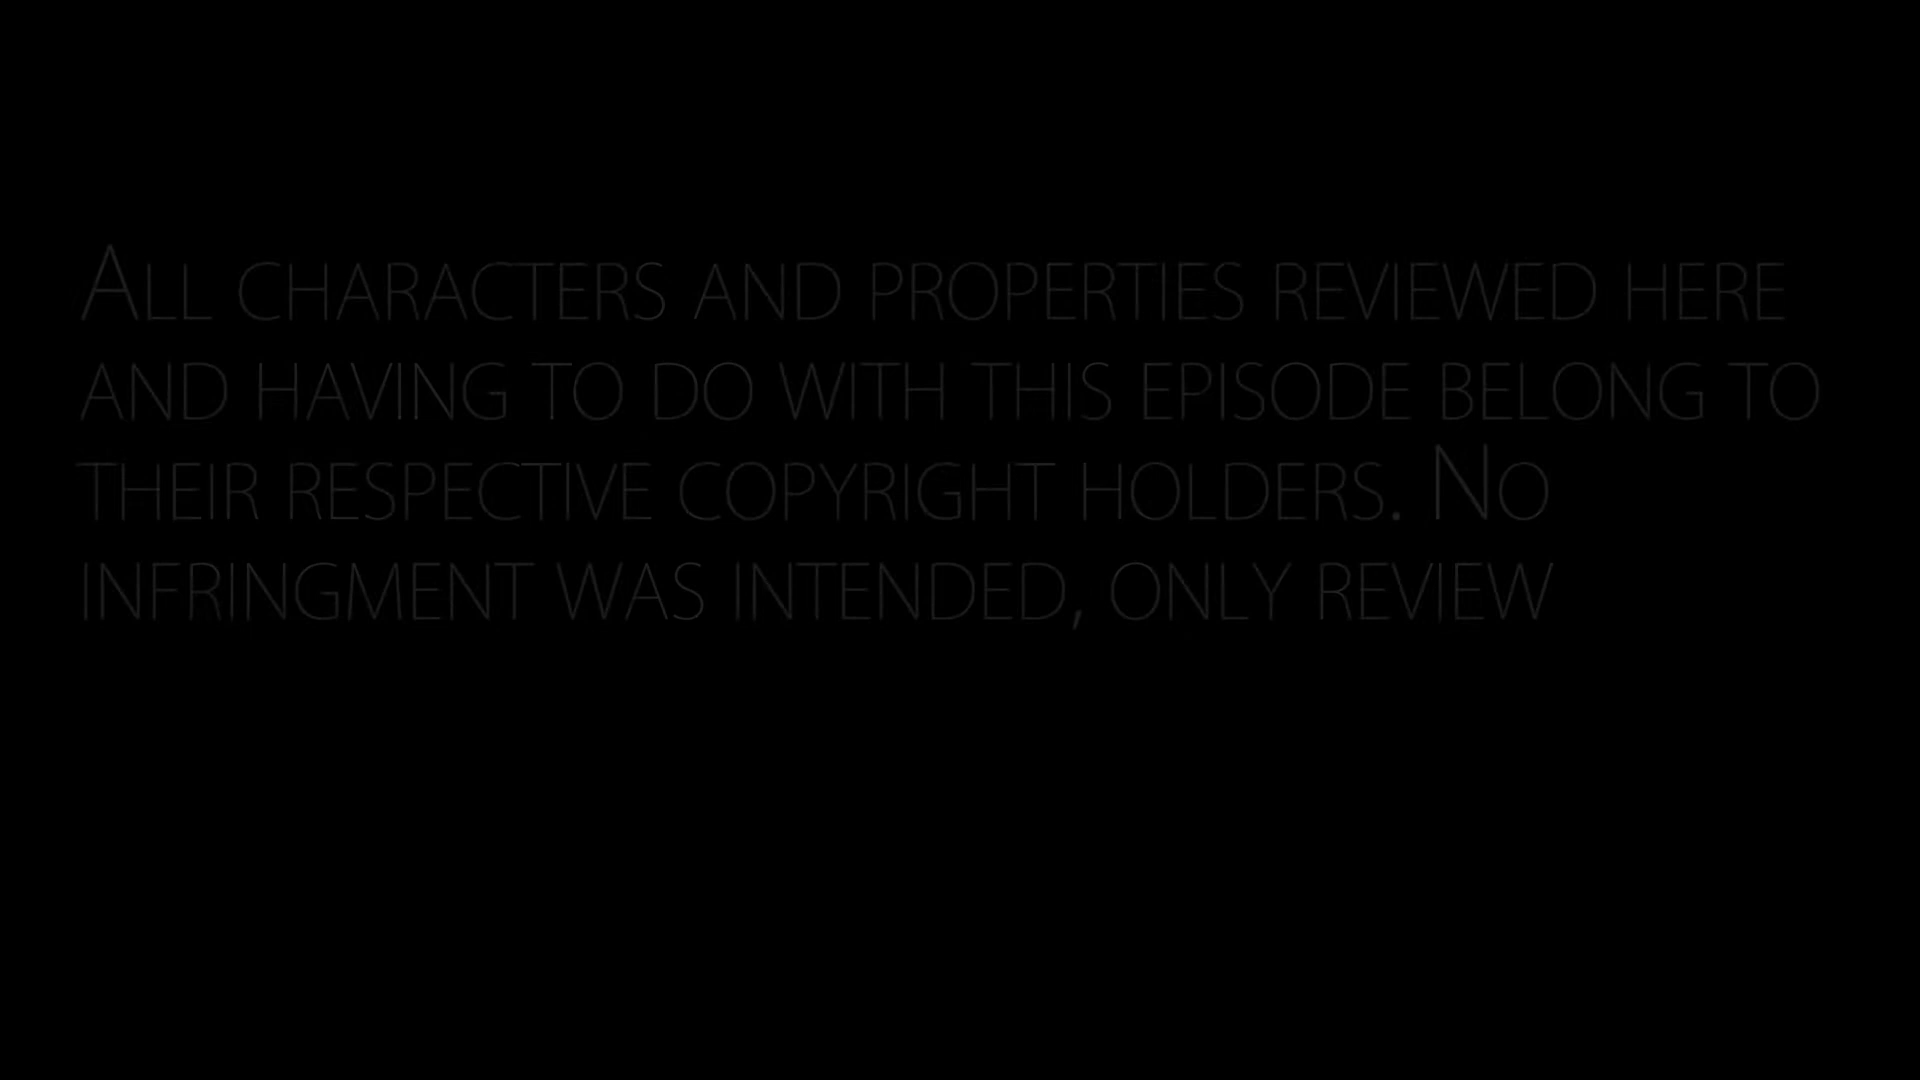 All characters and properties reviewed here
and having to do with this episode belong to
their respective copyright holders. No
infringment was intended, only review